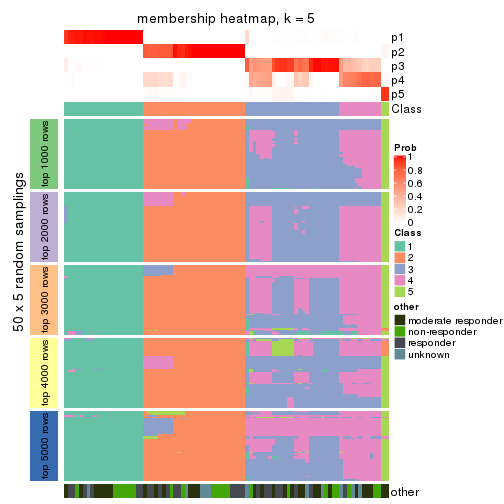 membership heatmap, k = 5
p1
p2
p3
p4
p5
Class
50 x 5 random samplings
top 1000 rows
top 2000 rows
top 3000 rows
top 4000 rows
top 5000 rows
other
Prob
1
0.8
0.6
0.4
0.2
0
Class
1
2
3
4
5
other
moderate responder
non-responder
responder
unknown